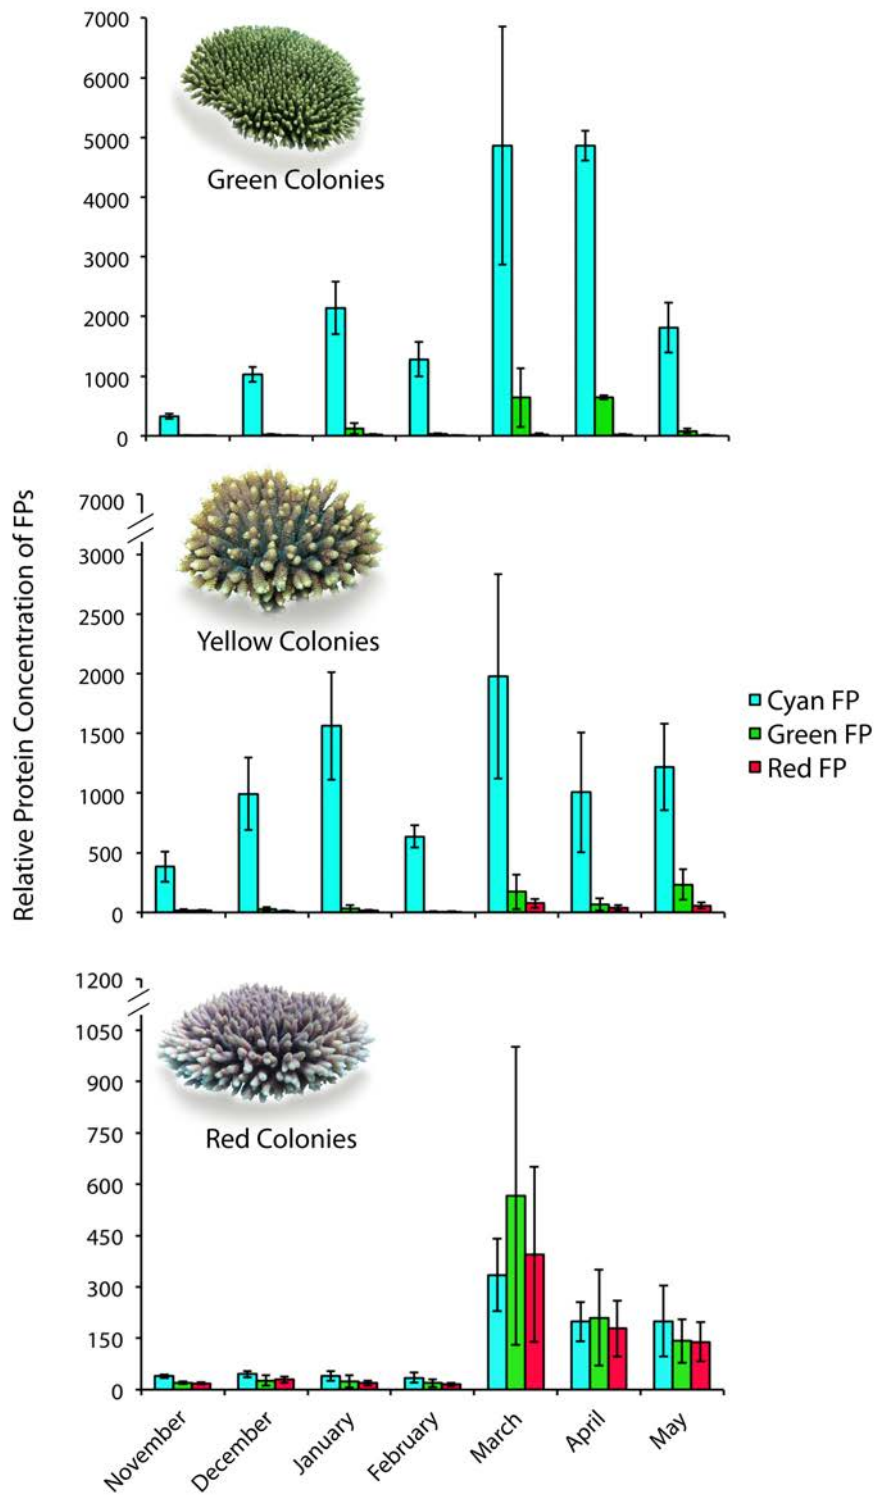 7000
6000
5000
4000
3000
2000
1000
0
Green Colonies
Relative Protein Concentration of FPs
7000
3000
2500
2000
1500
1000
500
0
Yellow Colonies
Cyan FP
Green FP
Red FP
1200
1050
900
750
600
450
300
150
0
Red Colonies
November
December
January
February
March
April
May